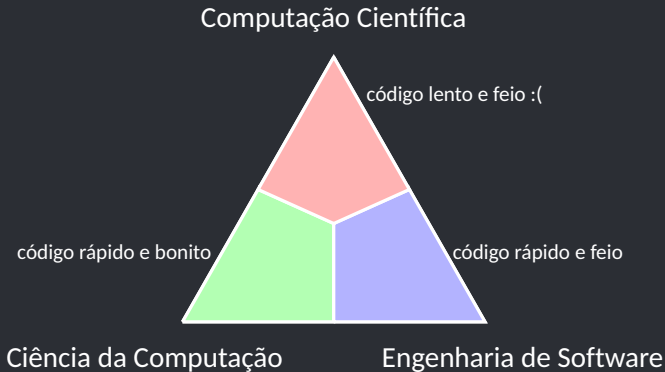 Computação Científica
código lento e feio :(
código rápido e bonito
código rápido e feio
Ciência da Computação
Engenharia de Software